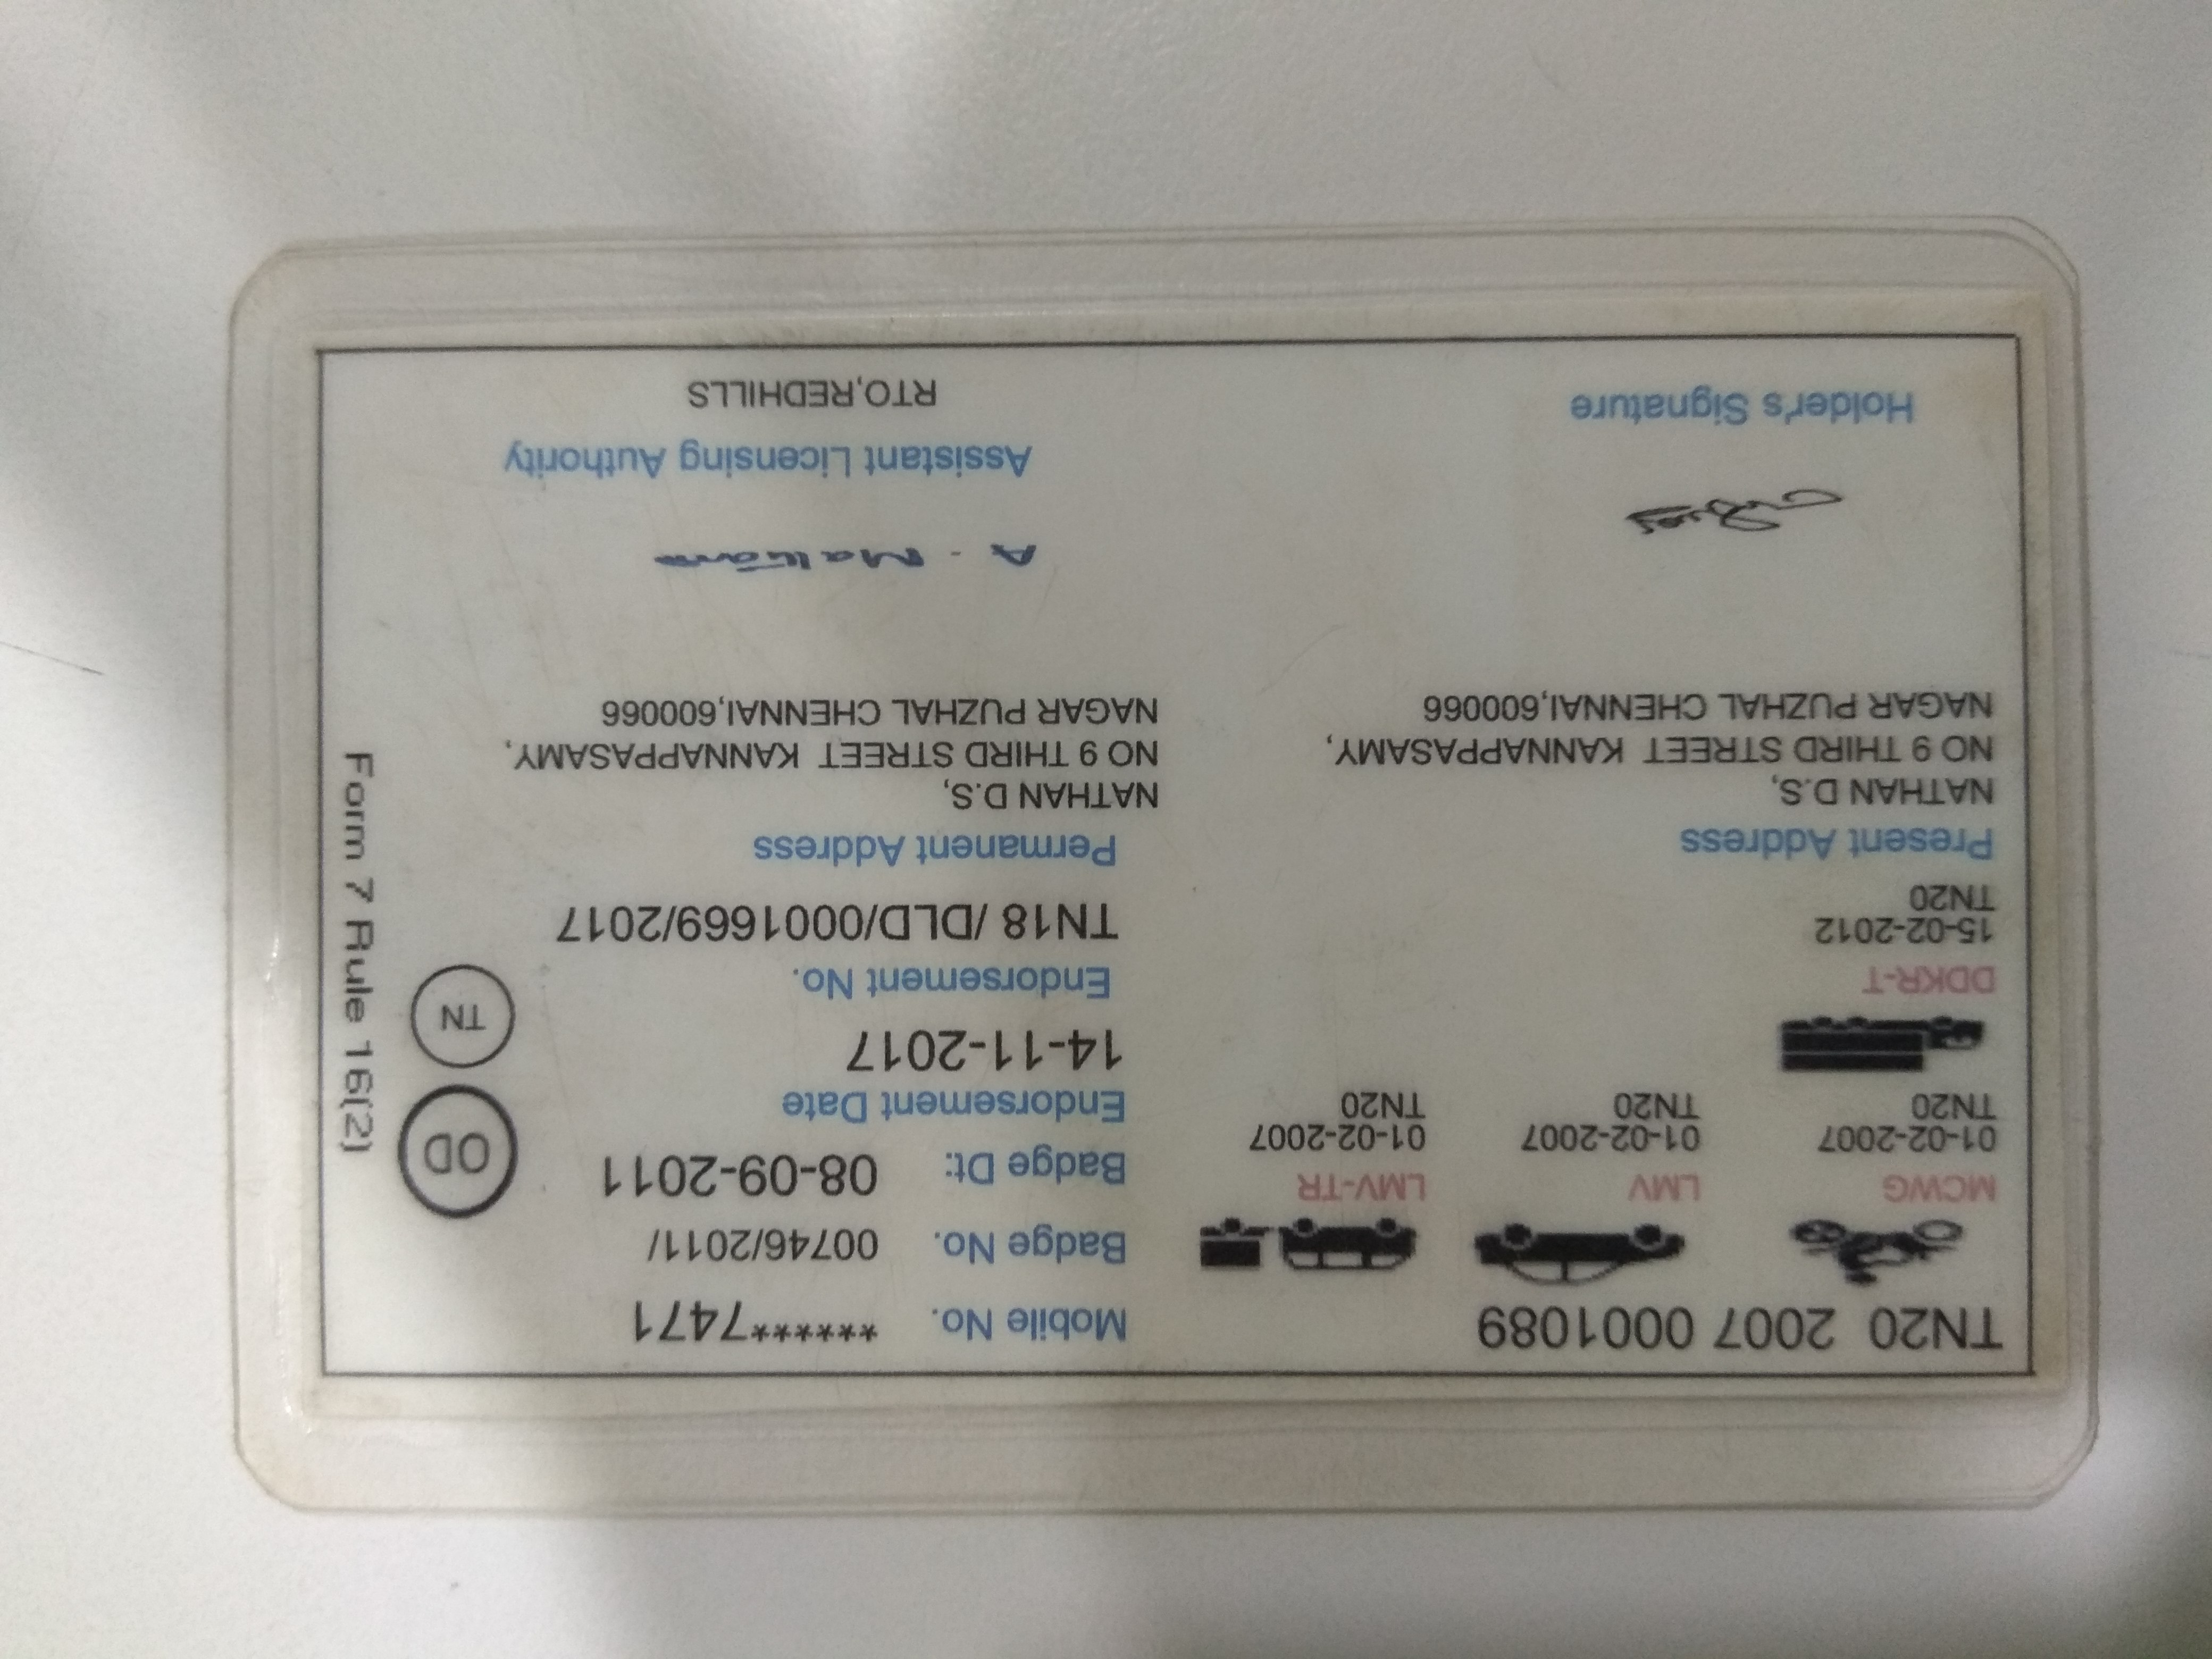 TN20 2007 0001089
MCWG
01-02-2007
TN20
LMV
01-02-2007
TN20
LMV-TR
01-02-2007
TN20
DDKR-T
15-02-2012
TN20
Present Address
NATHAN D.S,
NO 9 THIRD STREET KANNAPPASAMY,
NAGAR PUZHAL CHENNAI,600066
Holder's Signature
Mobile No. ******7471
Badge No. 00746/2011/
Badge Dt: 08-09-2011
Endorsement Date
14-11-2017
Endorsement No.
TN18 /DLD/0001669/2017
Permanent Address
NATHAN D.S,
NO 9 THIRD STREET KANNAPPASAMY,
NAGAR PUZHAL CHENNAI,600066
Assistant Licensing Authority
RTO,REDHILLS
OD
TN
Form 7 Rule 16(2)